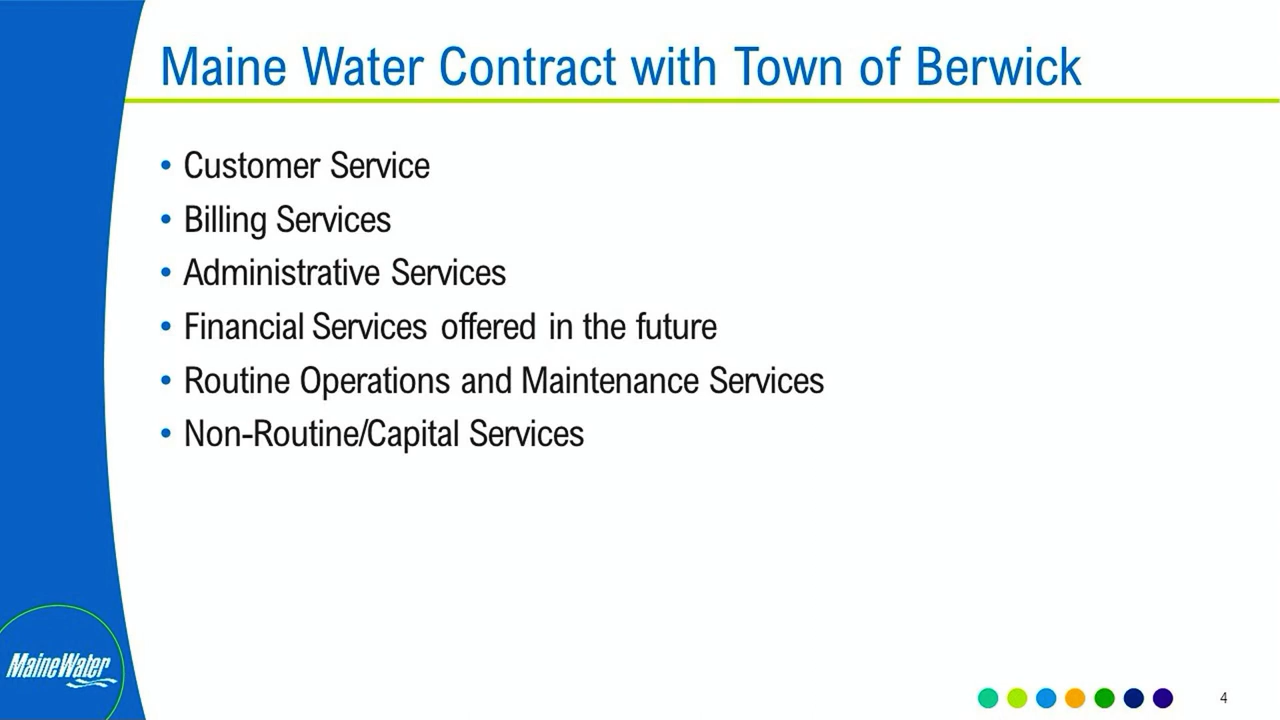 Maine Water Contract with Town of Berwick
• Customer Service
• Billing Services
• Administrative Services
• Financial Services offered in the future
• Routine Operations and Maintenance Services
• Non-Routine/Capital Services
MaineWater
4